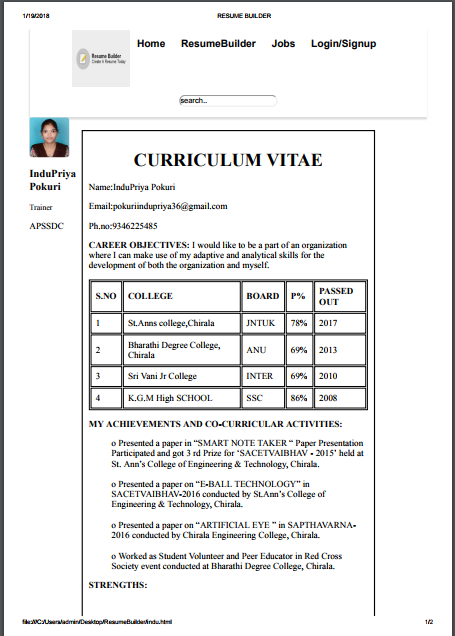 1/19/2018 RESUME BUILDER
Resume Builder
Create A Resume Today
Home ResumeBuilder Jobs Login/Signup
search..
InduPriya
Pokuri
Trainer
APSSDC
CURRICULUM VITAE
Name:InduPriya Pokuri
Email:pokuriindupriya36@gmail.com
Ph.no:9346225485
CAREER OBJECTIVES: I would like to be a part of an organization
where I can make use of my adaptive and analytical skills for the
development of both the organization and myself.
S.NO COLLEGE BOARD P% PASSED OUT
1 St.Anns college,Chirala JNTUK 78% 2017
2 Bharathi Degree College, Chirala ANU 69% 2013
3 Sri Vani Jr College INTER 69% 2010
4 K.G.M High SCHOOL SSC 86% 2008
MY ACHIEVEMENTS AND CO-CURRICULAR ACTIVITIES:
o Presented a paper in “SMART NOTE TAKER “ Paper Presentation
Participated and got 3 rd Prize for ‘SACETVAIBHAV - 2015’ held at
St. Ann’s College of Engineering & Technology, Chirala.
o Presented a paper on “E-BALL TECHNOLOGY” in
SACETVAIBHAV-2016 conducted by St.Ann’s College of
Engineering & Technology, Chirala.
o Presented a paper on “ARTIFICIAL EYE ” in SAPTHAVARNA-
2016 conducted by Chirala Engineering College, Chirala.
o Worked as Student Volunteer and Peer Educator in Red Cross
Society event conducted at Bharathi Degree College, Chirala.
STRENGTHS:
file:///C:/Users/admin/Desktop/ResumeBuilder/indu.html 1/2